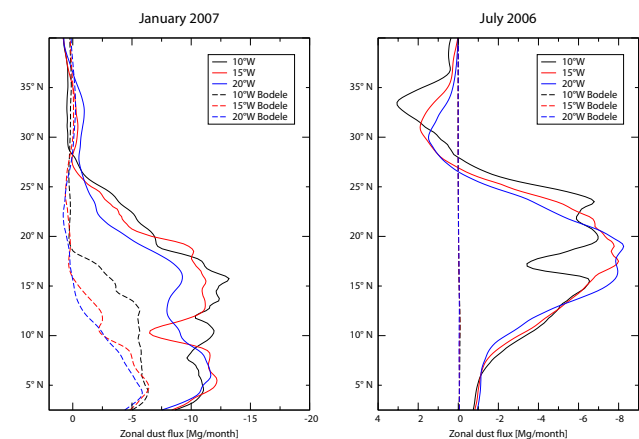 January 2007
July 2006
35° N
30° N
25° N
20° N
15° N
10° N
5° N
0
-5
-10
-15
-20
Zonal dust flux [Mg/month]
10°W
15°W
20°W
10°W Bodele
15°W Bodele
20°W Bodele
35° N
30° N
25° N
20° N
15° N
10° N
5° N
4
2
0
-2
-4
-6
-8
Zonal dust flux [Mg/month]
10°W
15°W
20°W
10°W Bodele
15°W Bodele
20°W Bodele